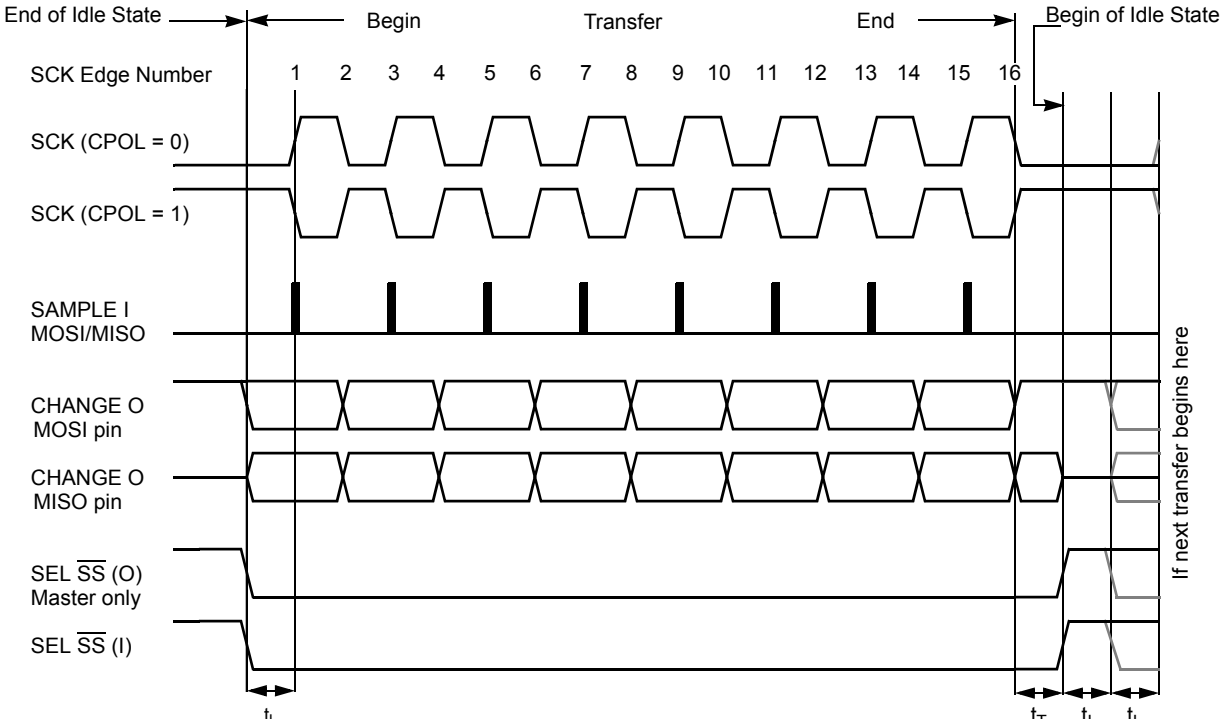 End of Idle State
Begin
Transfer
End
Begin of Idle State
SCK Edge Number
1 2 3 4 5 6 7 8 9 10 11 12 13 14 15 16
SCK (CPOL = 0)
SCK (CPOL = 1)
SAMPLE I
MOSI/MISO
CHANGE O
MOSI pin
CHANGE O
MISO pin
SEL SS (O)
Master only
SEL SS (I)
If next transfer begins here